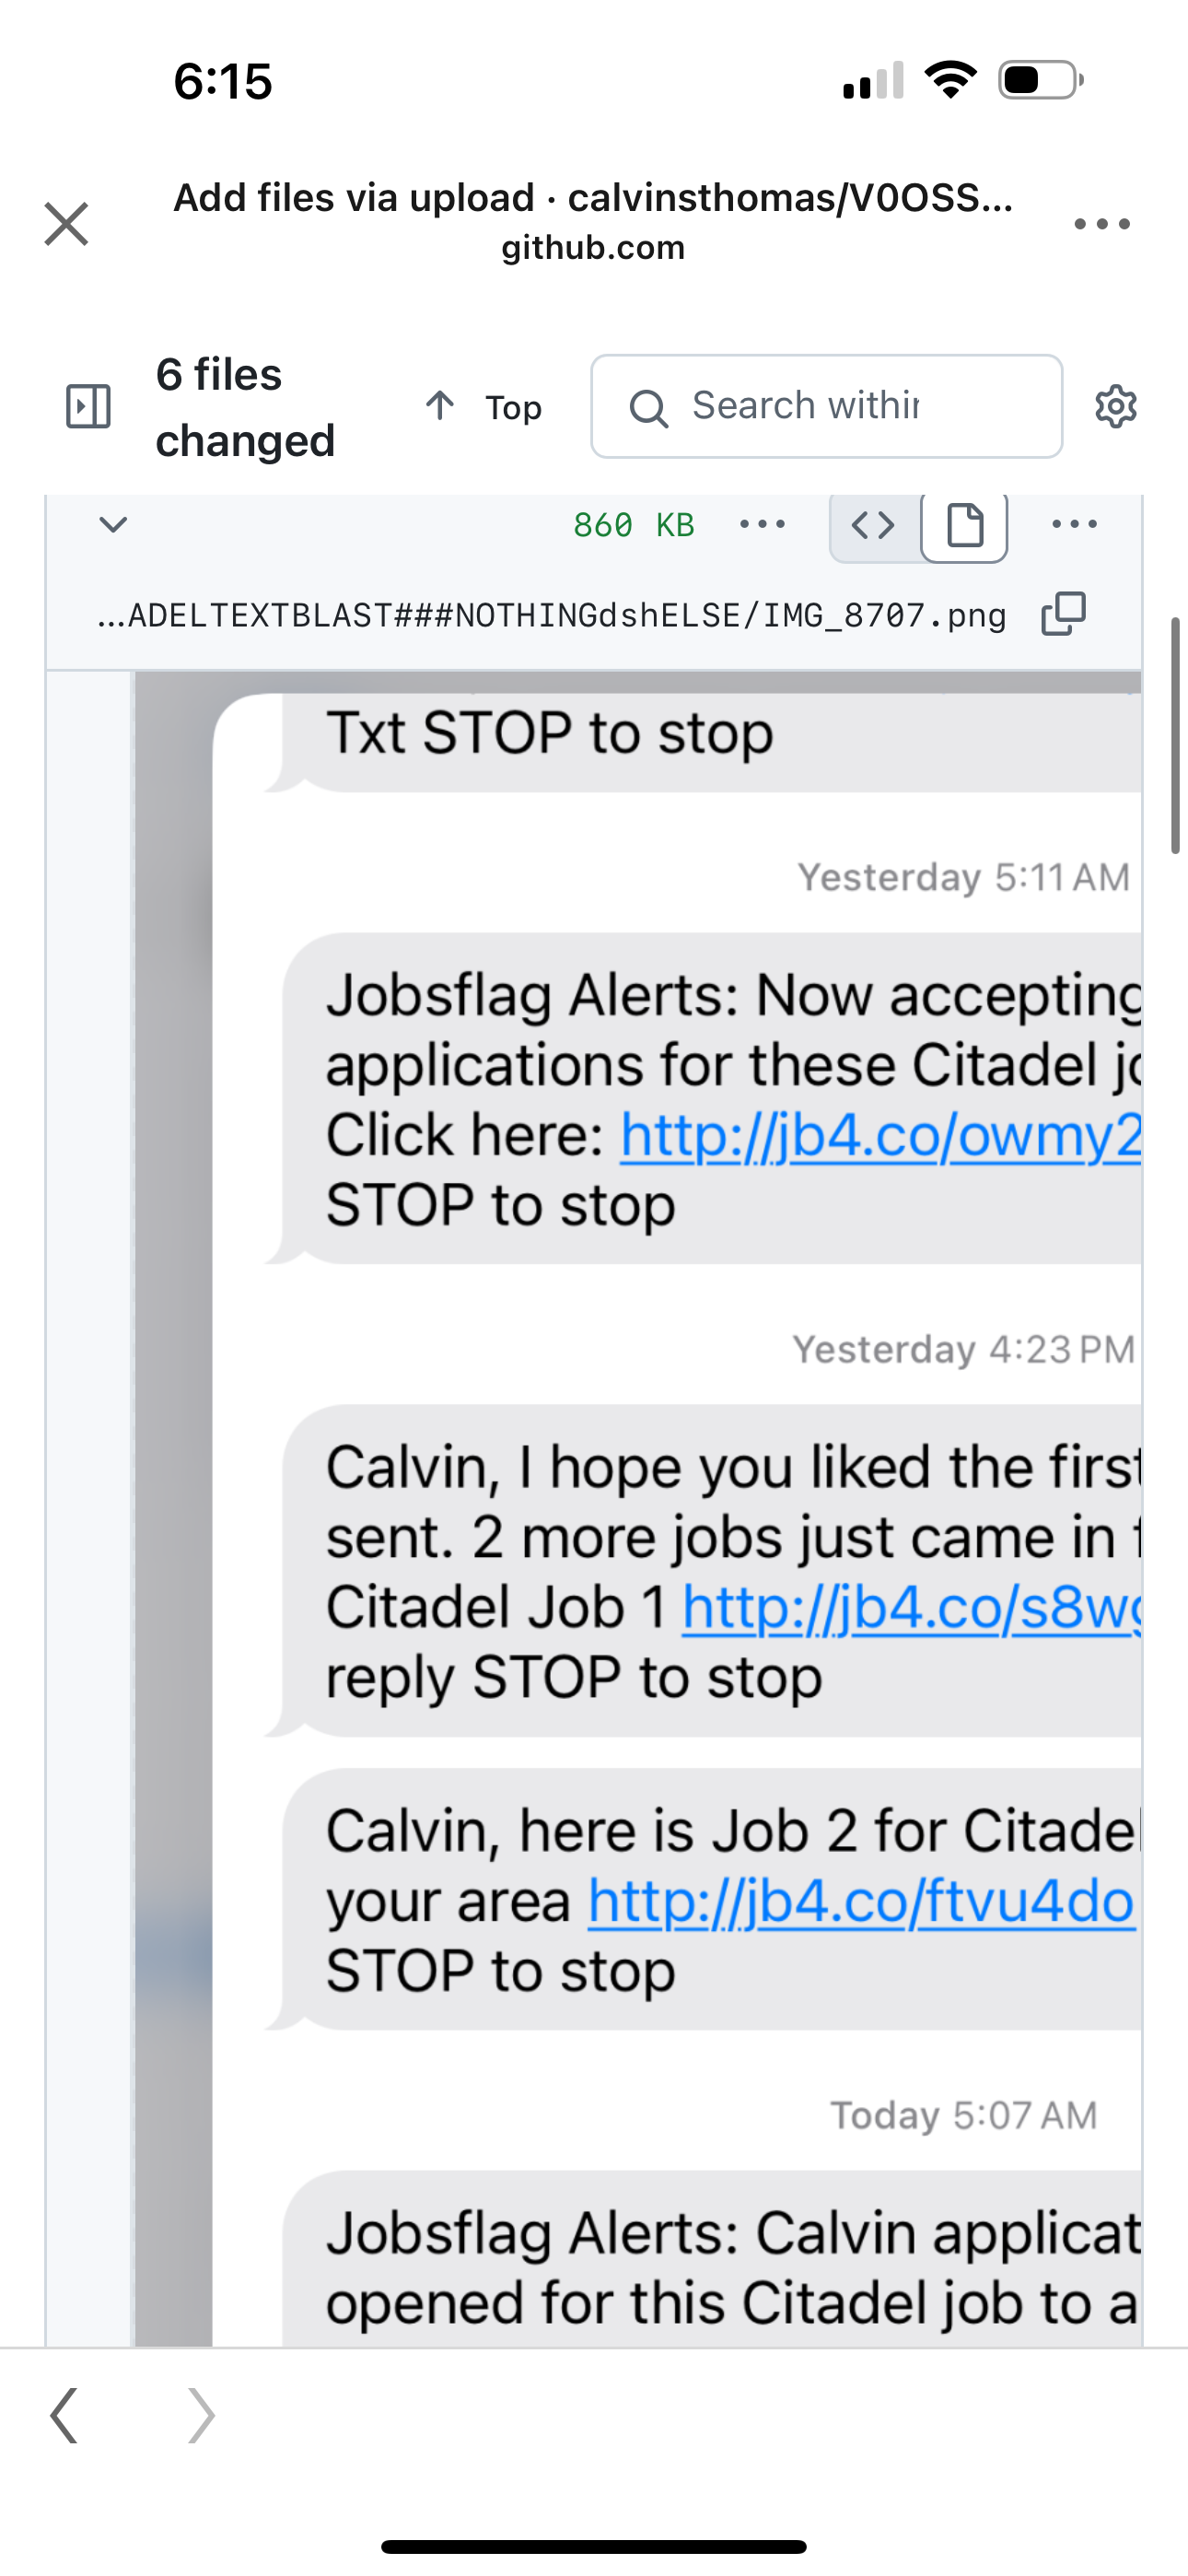 6:15
Add files via upload · calvinsthomas/V0OSS...
github.com
6 files
changed
Top
Search within
860 KB
...ADELTEXTBLAST###NOTHINGdshELSE/IMG_8707.png
Txt STOP to stop
Yesterday 5:11 AM
Jobsflag Alerts: Now accepting
applications for these Citadel
Click here: http://jb4.co/owmy2
STOP to stop
Yesterday 4:23 PM
Calvin, I hope you liked the first
sent. 2 more jobs just came in
Citadel Job 1 http://jb4.co/s8w
reply STOP to stop
Calvin, here is Job 2 for Citadel
your area http://jb4.co/ftvu4do
STOP to stop
Today 5:07 AM
Jobsflag Alerts: Calvin applicat
opened for this Citadel job to a